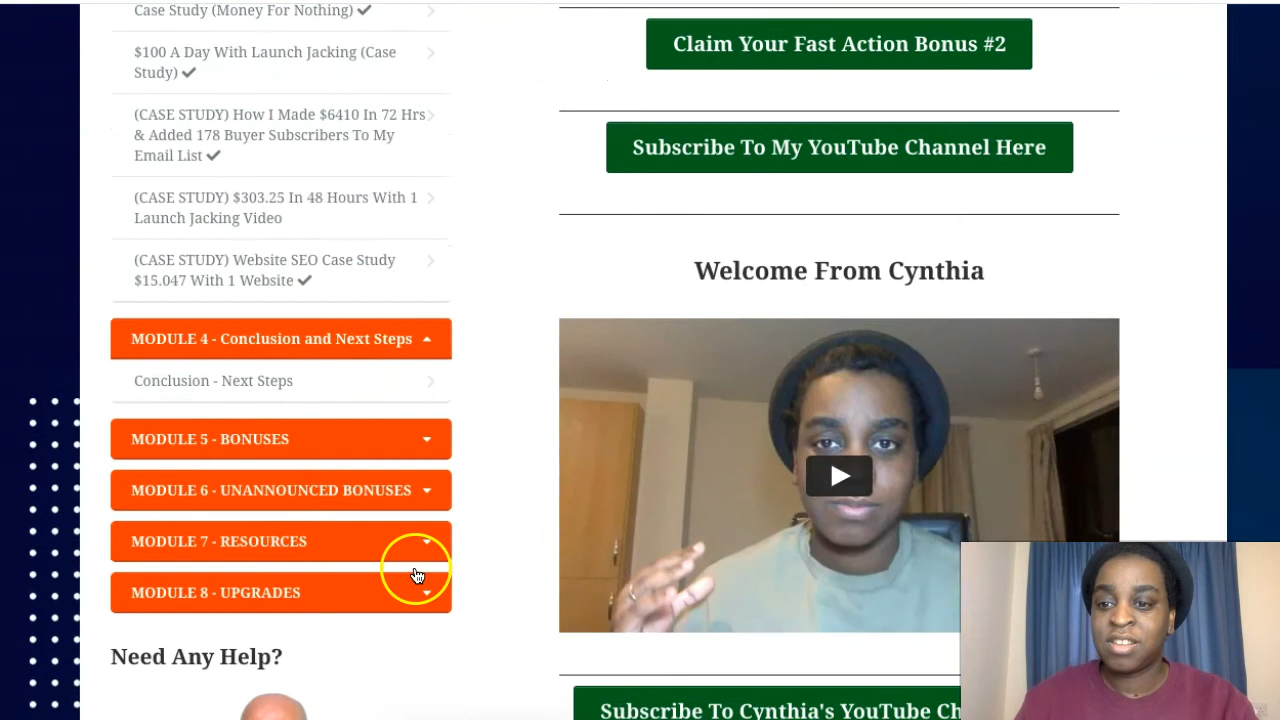 Case Study (Money For Nothing) ✔
$100 A Day With Launch Jacking (Case
Study) ✔
(CASE STUDY) How I Made $6410 In 72 Hrs
& Added 178 Buyer Subscribers To My
Email List ✔
(CASE STUDY) $303.25 In 48 Hours With 1
Launch Jacking Video
(CASE STUDY) Website SEO Case Study
$15.047 With 1 Website ✔
MODULE 4 - Conclusion and Next Steps
Conclusion - Next Steps
MODULE 5 - BONUSES
MODULE 6 - UNANNOUNCED BONUSES
MODULE 7 - RESOURCES
MODULE 8 - UPGRADES
Need Any Help?
Claim Your Fast Action Bonus #2
Subscribe To My YouTube Channel Here
Welcome From Cynthia
Subscribe To Cynthia's YouTube Ch